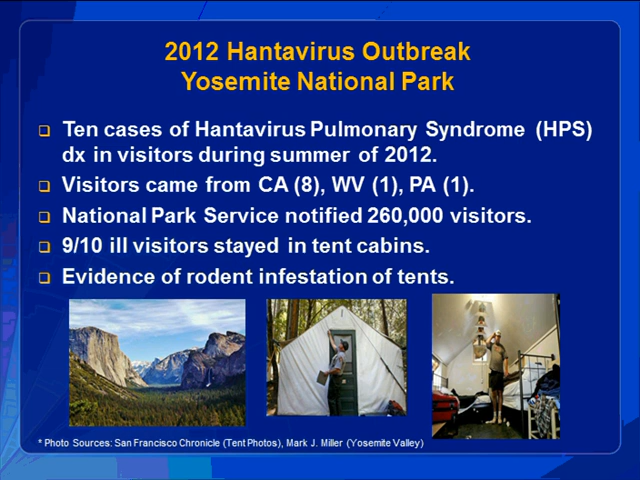 2012 Hantavirus Outbreak
Yosemite National Park
Ten cases of Hantavirus Pulmonary Syndrome (HPS)
dx in visitors during summer of 2012.
Visitors came from CA (8), WV (1), PA (1).
National Park Service notified 260,000 visitors.
9/10 ill visitors stayed in tent cabins.
Evidence of rodent infestation of tents.
* Photo Sources: San Francisco Chronicle (Tent Photos), Mark J. Miller (Yosemite Valley)